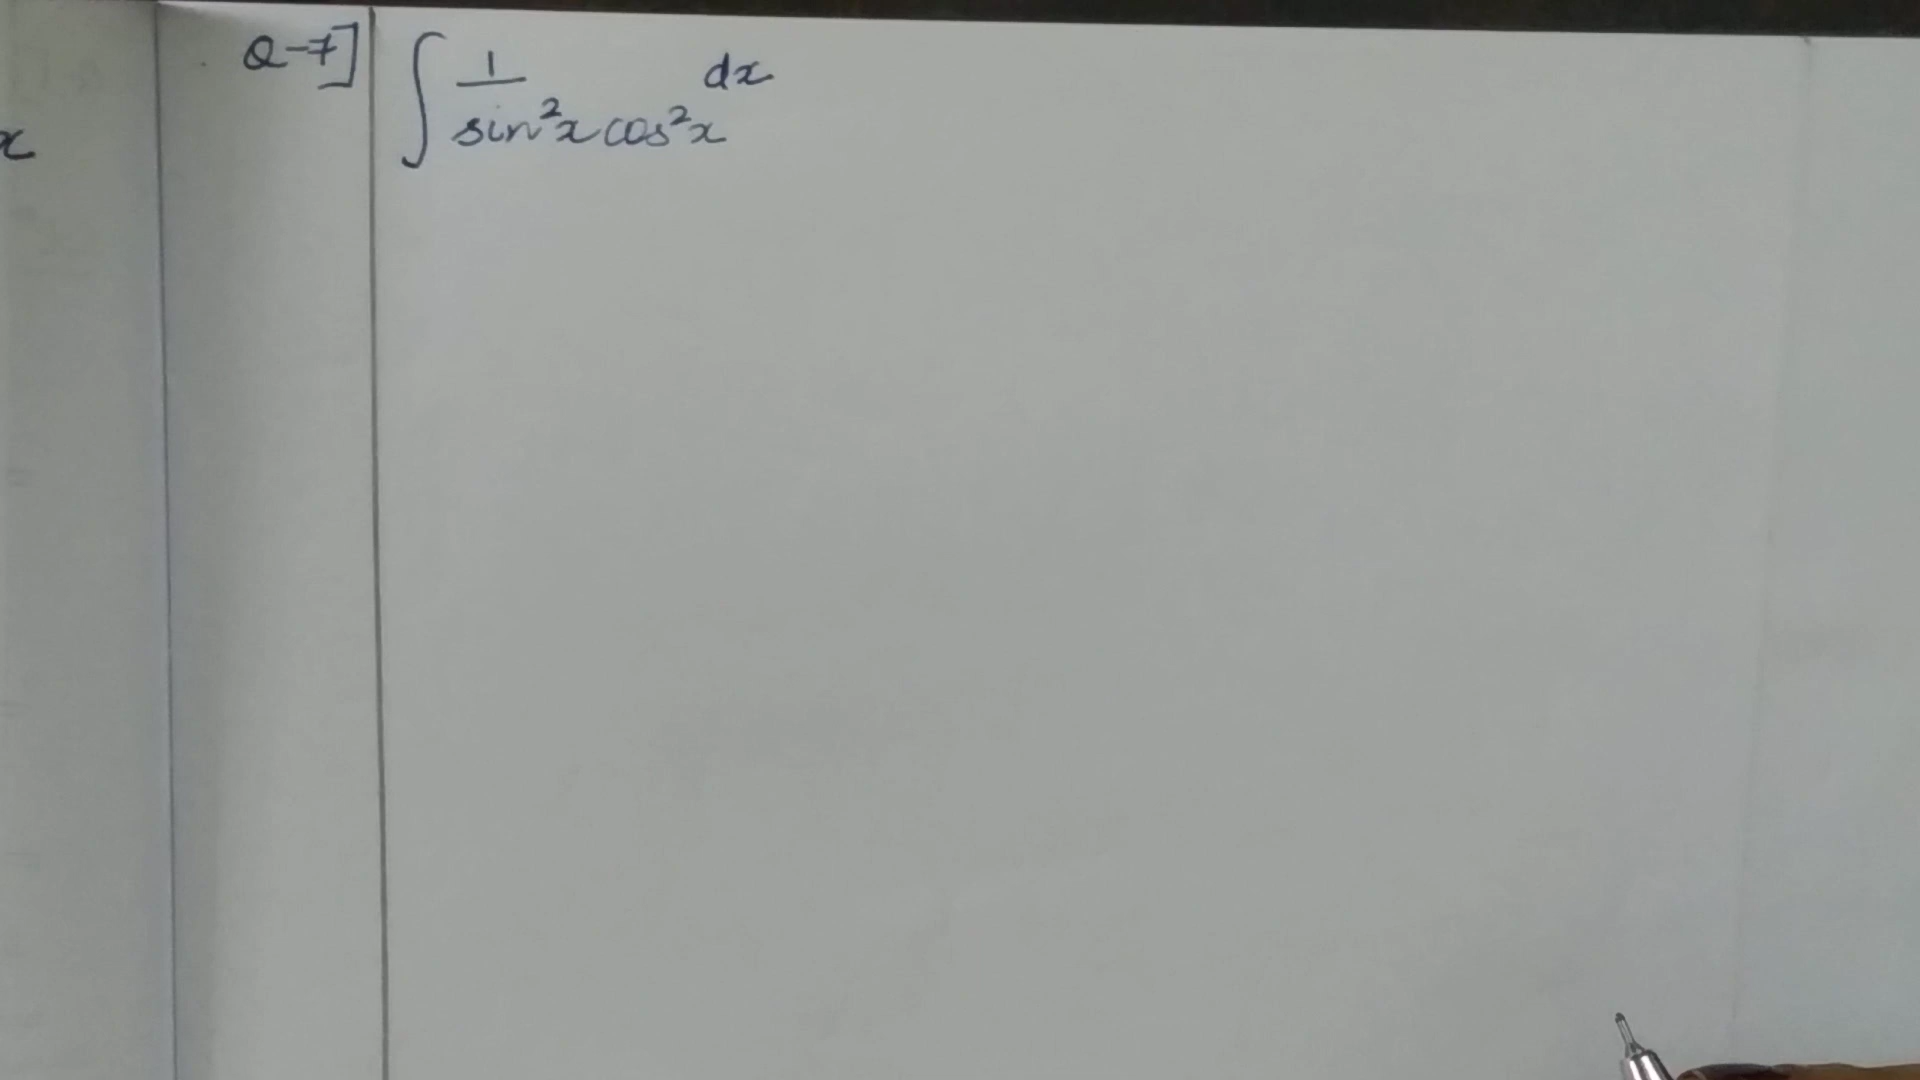 x
Q-7] ∫ 1/sin²x cos²x dx